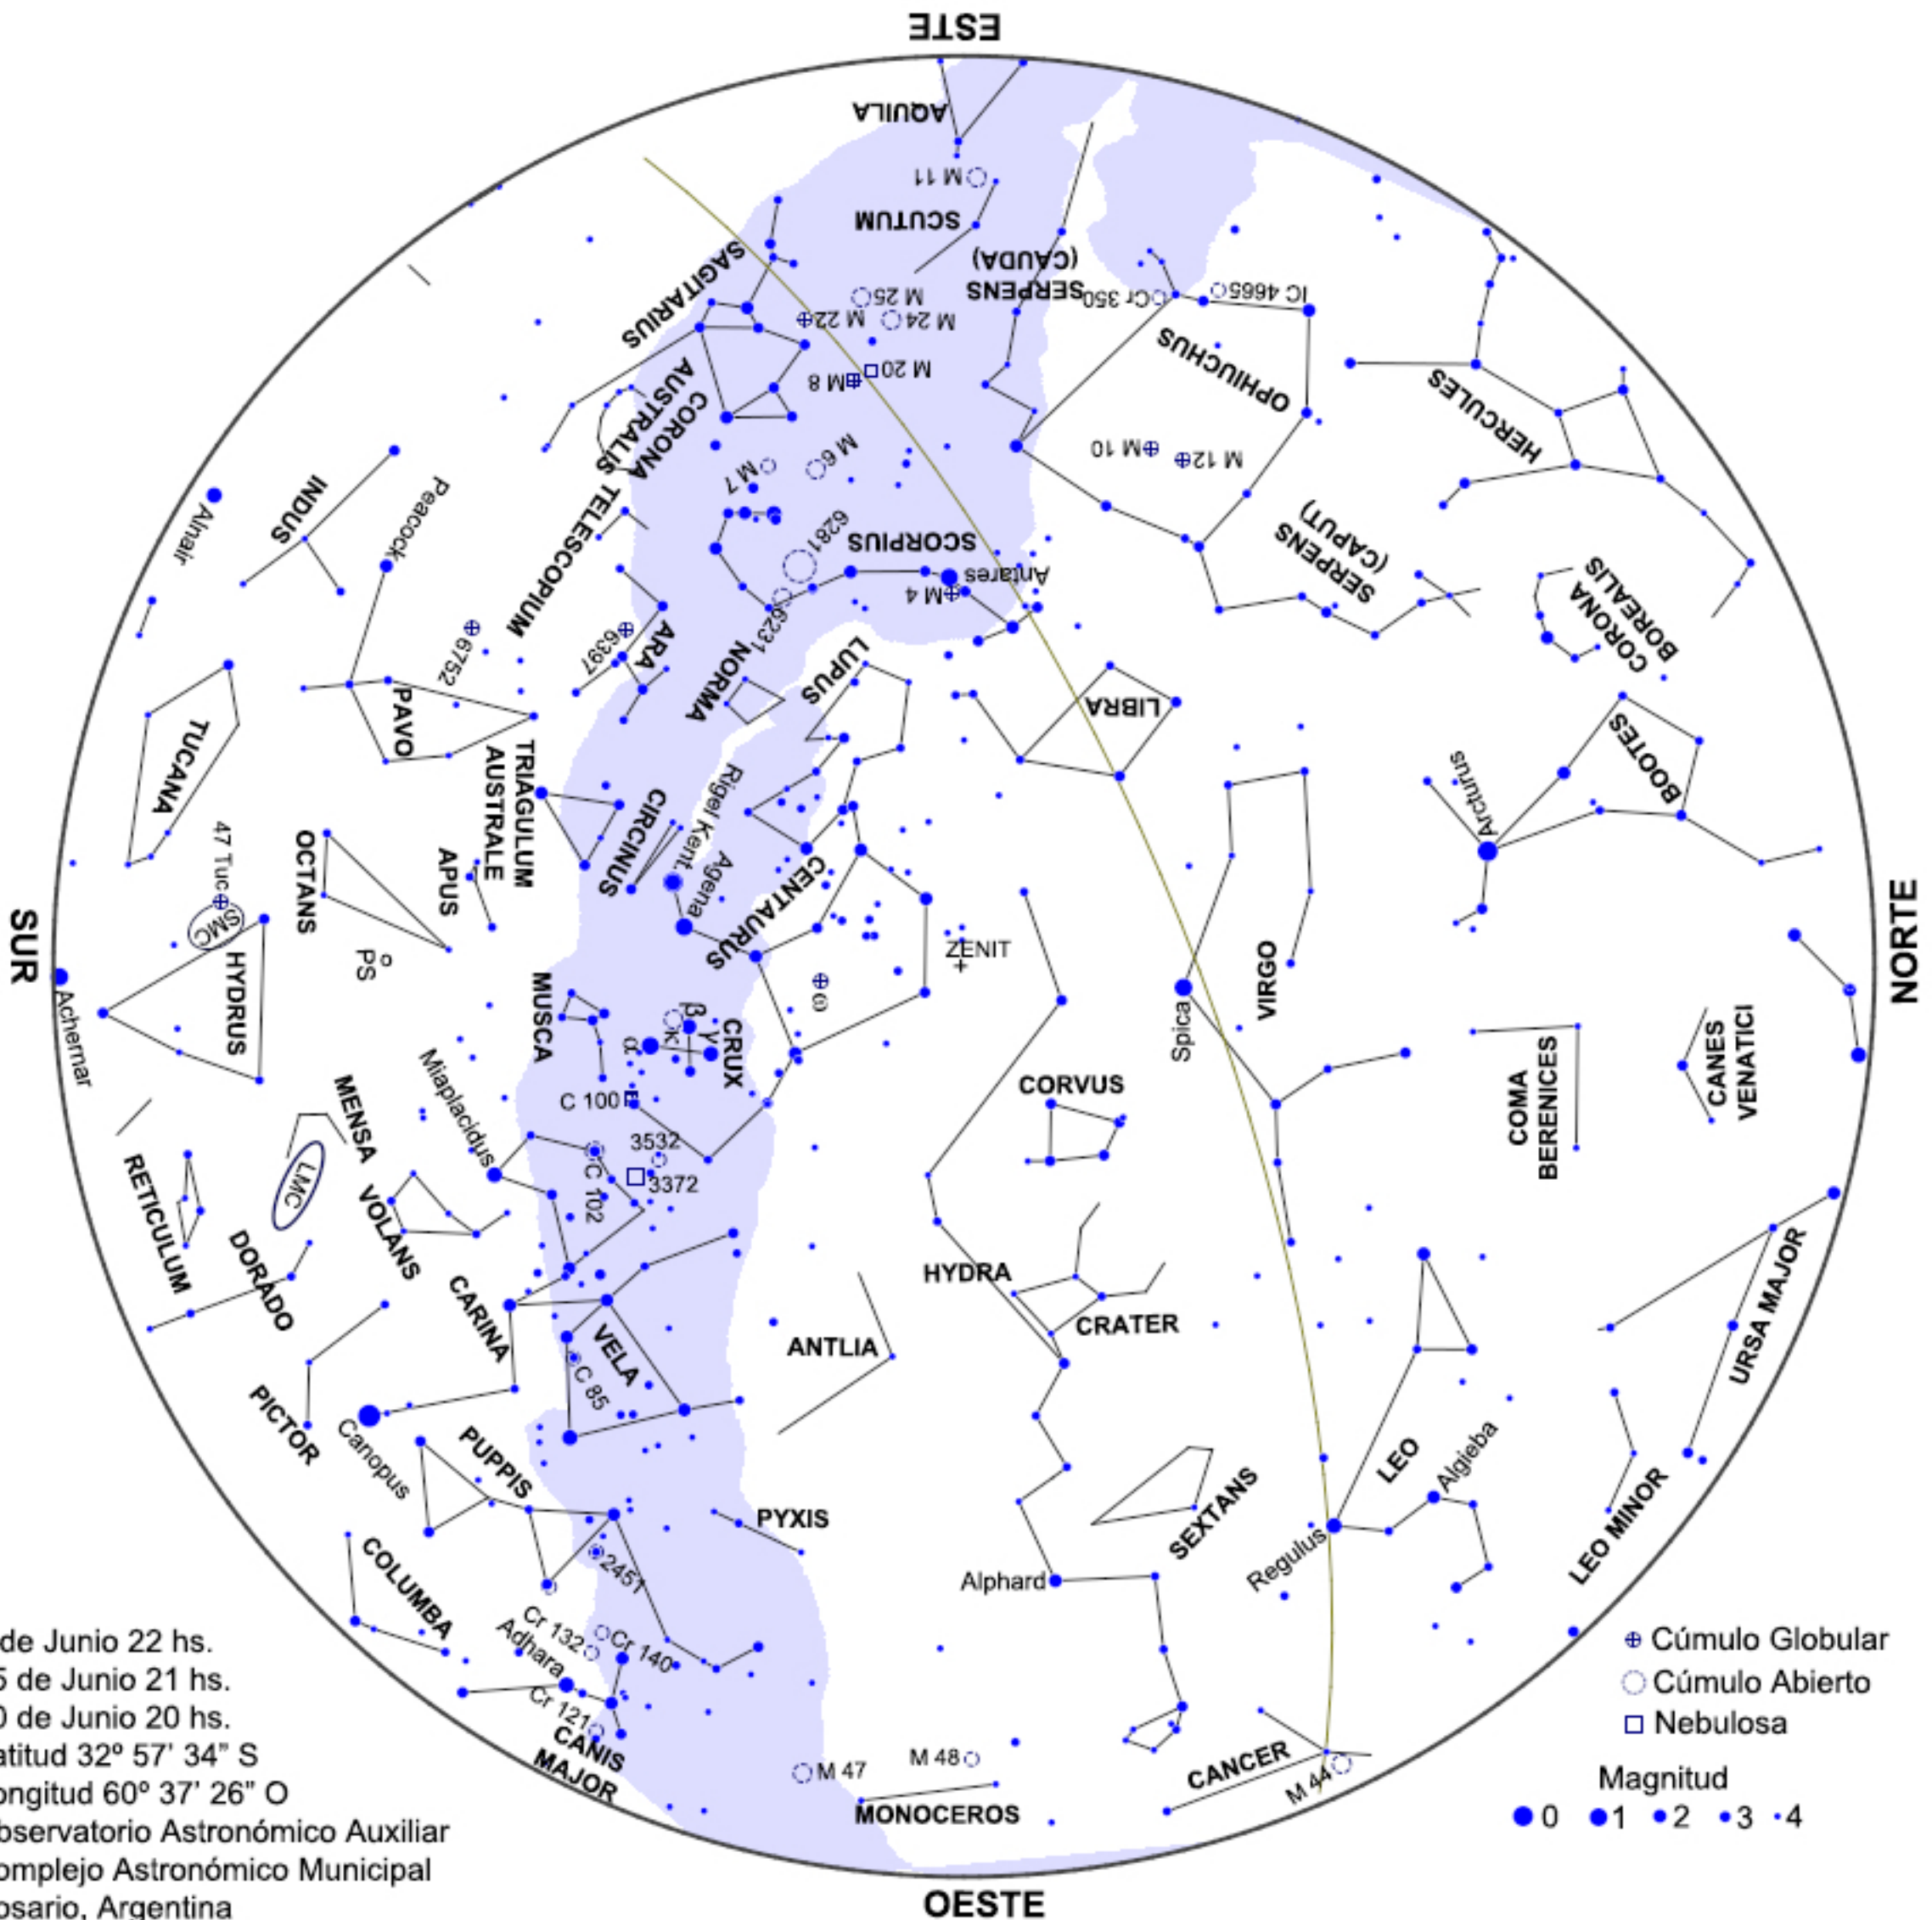 ESTE
AQUILA
M 11
SCUTUM
SERPENS
(CAUDA)
SAGITARIUS
M 25
M 24
M 22
M 20
M 8
Cr 350
IC 4665
OPHIUCHUS
HERCULES
CORONA
AUSTRALIS
M 10
M 12
M 6
M 7
INDUS
Peacock
Alnair
TELESCOPIUM
6281
SCORPIUS
Antares
M 4
6231
SERPENS
(CAPUT)
CORONA
BOREALIS
6752
6397
ARA
NORMA
LUPUS
LIBRA
PAVO
TUCANA
TRIAGULUM
AUSTRALE
CIRCINUS
Rigel Kent.
Agena
CENTAURUS
Arcturus
BOOTES
47 Tuc
SMC
OCTANS
APUS
PS
ZENIT
VIRGO
SUR
NORTE
HYDRUS
Achernar
MUSCA
ω
β
κ
γ
α
CRUX
Spica
COMA
BERENICES
CANES
VENATICI
MENSA
Miaplacidus
C 100
CORVUS
3532
3372
C 102
LMC
RETICULUM
DORADO
VOLANS
CARINA
HYDRA
CRATER
URSA MAJOR
VELA
C 85
ANTLIA
PICTOR
Canopus
PUPPIS
PYXIS
SEXTANS
LEO
Algieba
Regulus
LEO MINOR
COLUMBA
2451
Alphard
Cr 132
Cr 140
Adhara
Cr 121
CANIS
MAJOR
M 47
M 48
MONOCEROS
CANCER
M 44
OESTE
de Junio 22 hs.
5 de Junio 21 hs.
0 de Junio 20 hs.
atitud 32º 57' 34" S
ongitud 60º 37' 26" O
bservatorio Astronómico Auxiliar
omplejo Astronómico Municipal
osario, Argentina
Cúmulo Globular
Cúmulo Abierto
Nebulosa
Magnitud
0 1 2 3 4